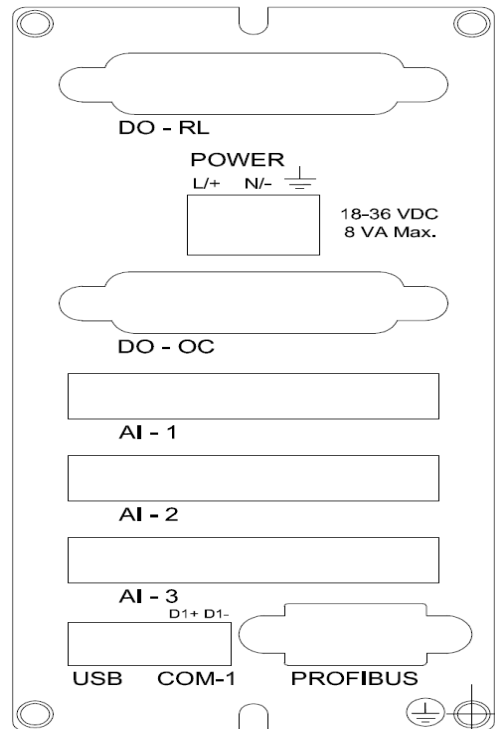 DO - RL
POWER
L/+ N/-
18-36 VDC
8 VA Max.
DO - OC
AI - 1
AI - 2
AI - 3
D1+ D1-
USB COM-1 PROFIBUS